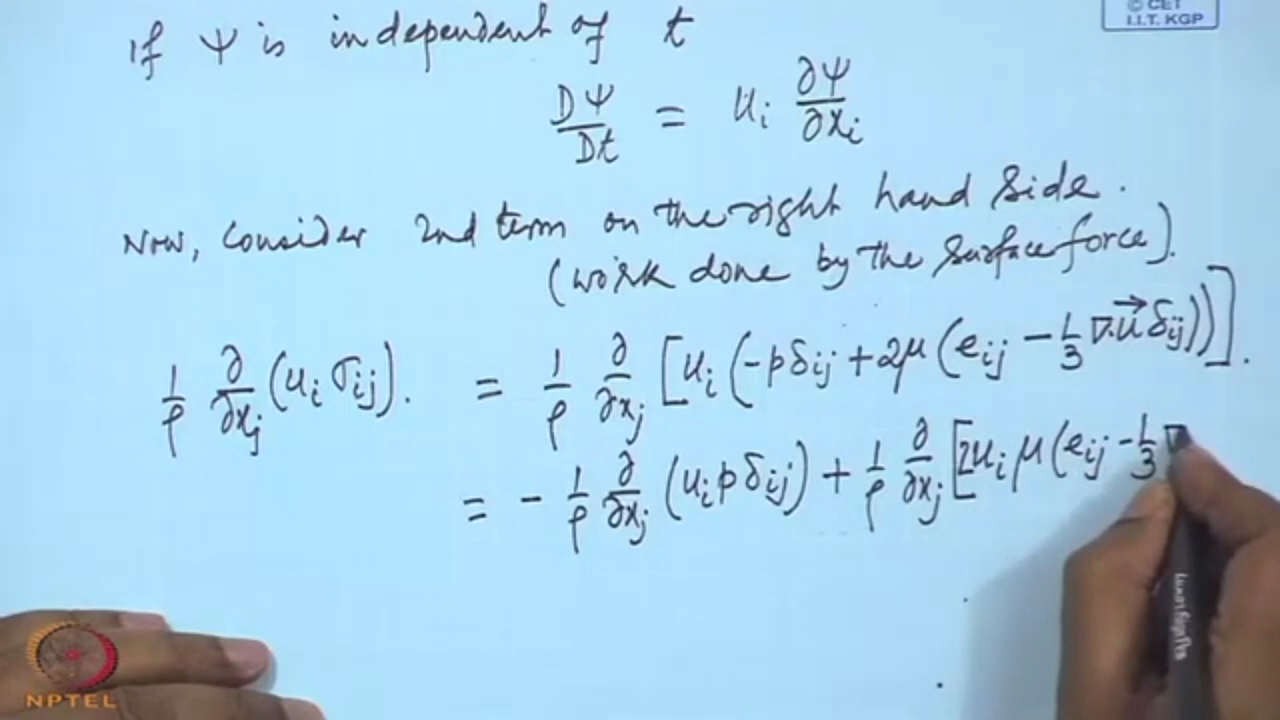 © CET
I.I.T. KGP
If Ψ is independent of t
DΨ/Dt = u_i ∂Ψ/∂x_i
Now, Consider 2nd term on the right hand side.
(work done by the surface force).
1/ρ ∂/∂x_j (u_i σ_ij). = 1/ρ ∂/∂x_j [u_i (-pδ_ij + 2μ (e_ij - 1/3 ∇.u⃗ δ_ij))].
= - 1/ρ ∂/∂x_j (u_i p δ_ij) + 1/ρ ∂/∂x_j [2u_i μ (e_ij - 1/3 ∇
NPTEL